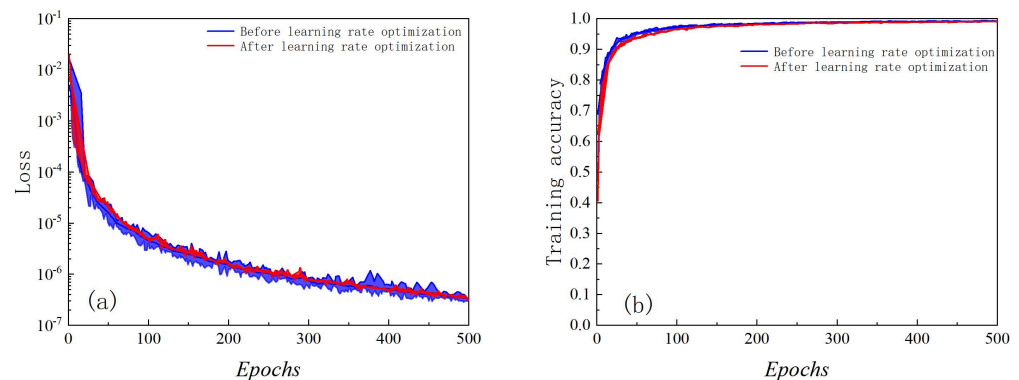 10^-1
10^-2
10^-3
10^-4
10^-5
10^-6
10^-7
Loss
Before learning rate optimization
After learning rate optimization
(a)
0 100 200 300 400 500
Epochs
1.0
0.9
0.8
0.7
0.6
0.5
0.4
0.3
0.2
0.1
0.0
Training accuracy
Before learning rate optimization
After learning rate optimization
(b)
0 100 200 300 400 500
Epochs